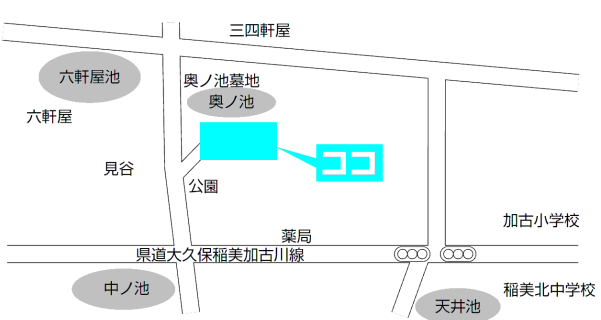 三四軒屋
六軒屋池
奥ノ池墓地
奥ノ池
六軒屋
ココ
見谷
公園
加古小学校
薬局
県道大久保稲美加古川線
中ノ池
稲美北中学校
天井池